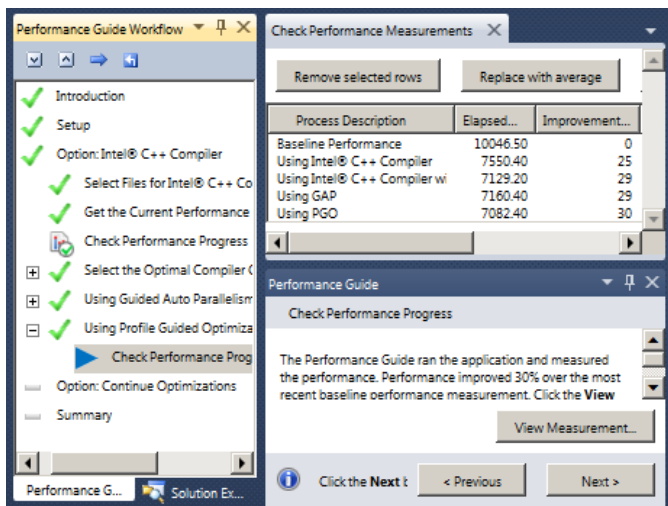 Performance Guide Workflow
Introduction
Setup
Option: Intel® C++ Compiler
Select Files for Intel® C++ Co
Get the Current Performance
Check Performance Progress
Select the Optimal Compiler
Using Guided Auto Parallelism
Using Profile Guided Optimiza
Check Performance Prog
Option: Continue Optimizations
Summary
Performance G...
Solution Ex...
Check Performance Measurements
Remove selected rows
Replace with average
Process Description Elapsed... Improvement...
Baseline Performance 10046.50 0
Using Intel® C++ Compiler 7550.40 25
Using Intel® C++ Compiler wi 7129.20 29
Using GAP 7160.40 29
Using PGO 7082.40 30
Performance Guide
Check Performance Progress
The Performance Guide ran the application and measured
the performance. Performance improved 30% over the most
recent baseline performance measurement. Click the View
View Measurement...
Click the Next
< Previous
Next >